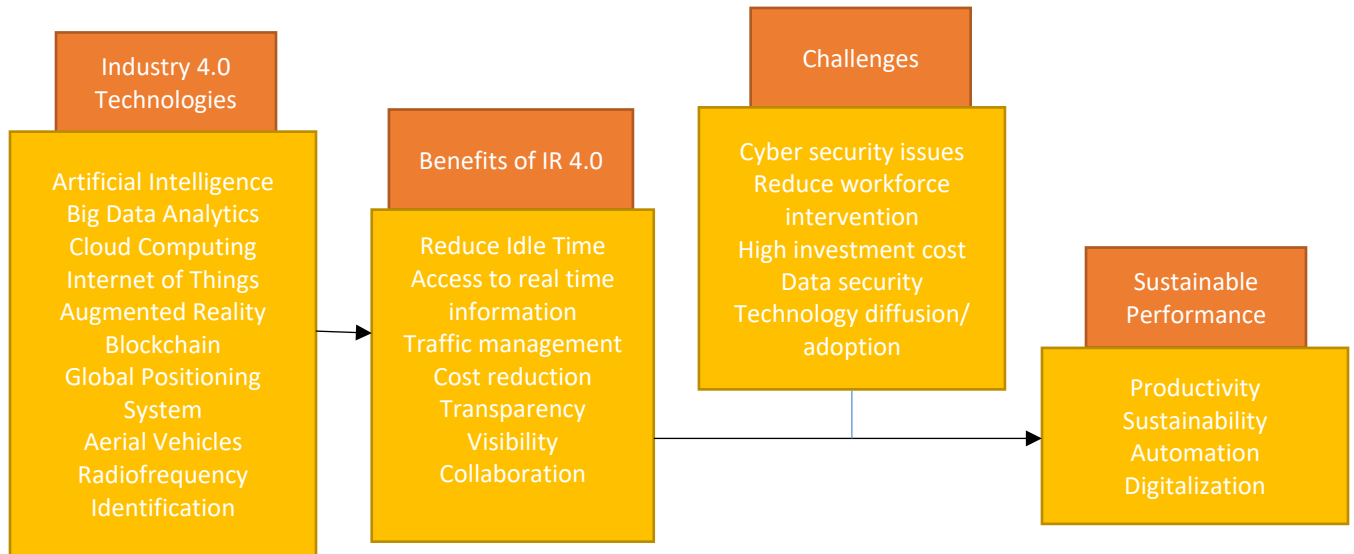 Industry 4.0
Technologies
Artificial Intelligence
Big Data Analytics
Cloud Computing
Internet of Things
Augmented Reality
Blockchain
Global Positioning
System
Aerial Vehicles
Radiofrequency
Identification
Benefits of IR 4.0
Reduce Idle Time
Access to real time
information
Traffic management
Cost reduction
Transparency
Visibility
Collaboration
Challenges
Cyber security issues
Reduce workforce
intervention
High investment cost
Data security
Technology diffusion/
adoption
Sustainable
Performance
Productivity
Sustainability
Automation
Digitalization